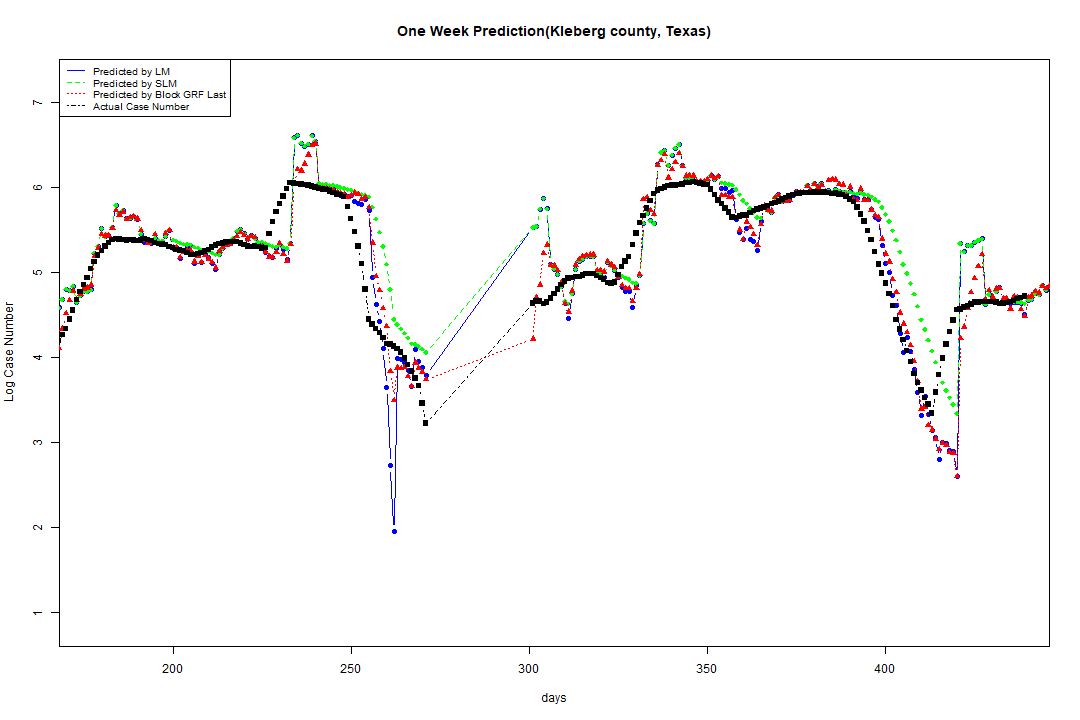 One Week Prediction(Kleberg county, Texas)
Predicted by LM
Predicted by SLM
Predicted by Block GRF Last
Actual Case Number
7
6
5
4
3
2
1
Log Case Number
200 250 300 350 400
days